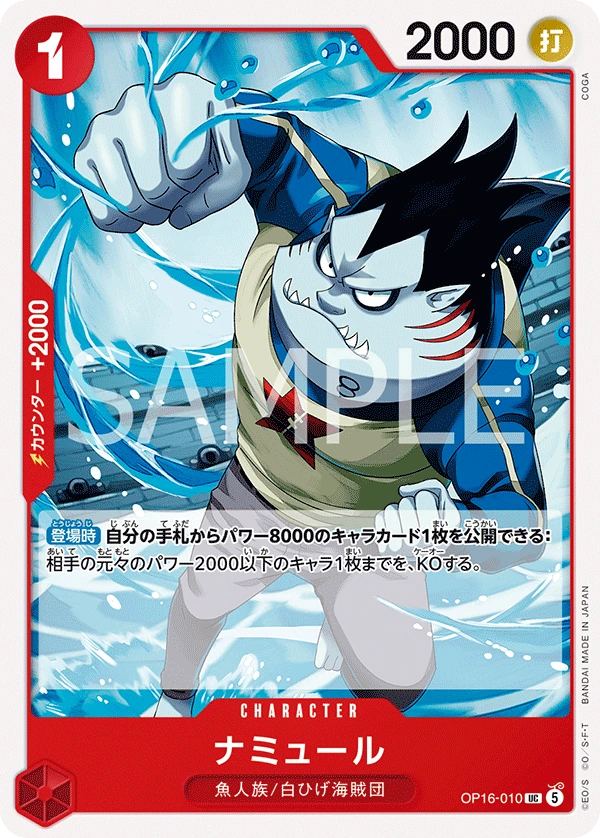 1
2000
打
COGA
カウンター +2000
SAMPLE
登場時 自分の手札からパワー8000のキャラカード1枚を公開できる:
相手の元々のパワー2000以下のキャラ1枚までを、KOする。
CHARACTER
ナミュール
魚人族/白ひげ海賊団
OP16-010 UC 5
©E.O/S ©O/S・F・T BANDAI MADE IN JAPAN